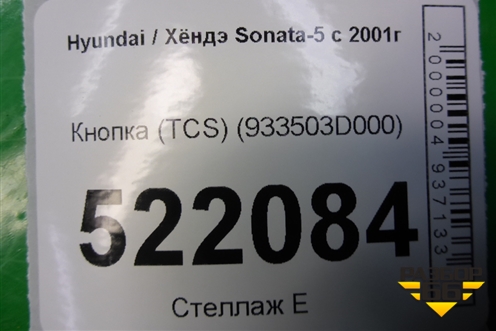 Hyundai / Хёндэ Sonata-5 с 2001г
Кнопка (TCS) (933503D000)
522084
Стеллаж Е
2000004937133